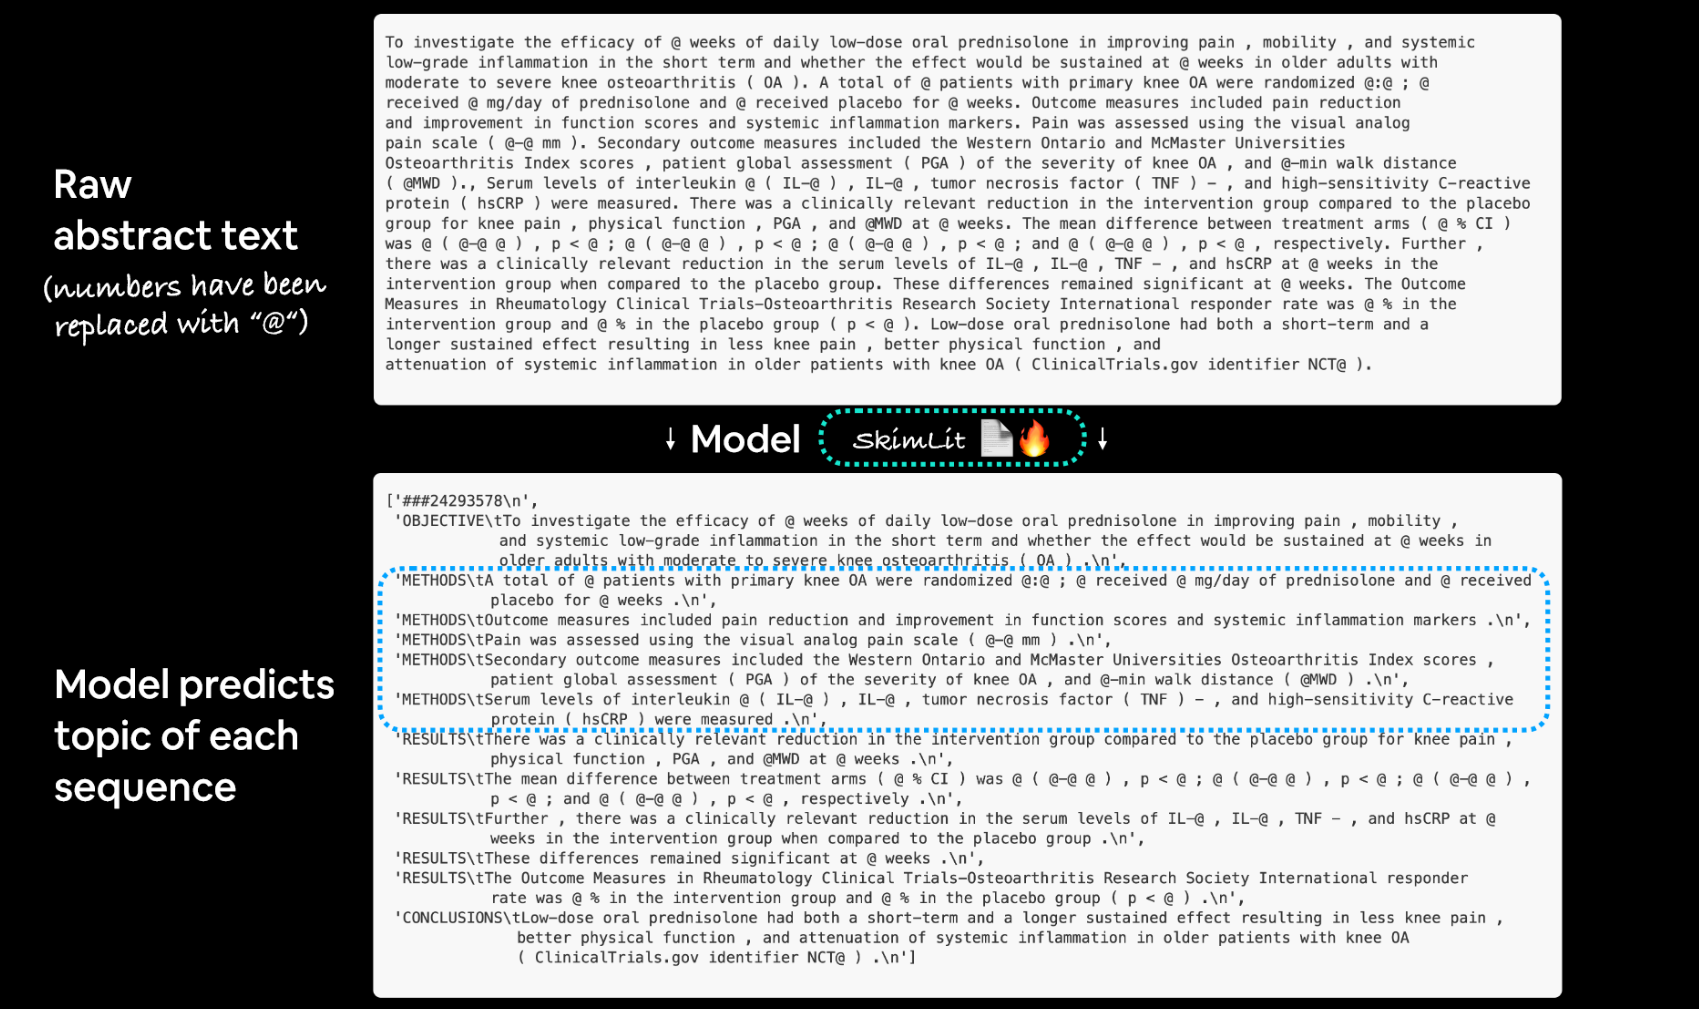 To investigate the efficacy of @ weeks of daily low-dose oral prednisolone in improving pain , mobility , and systemic
low-grade inflammation in the short term and whether the effect would be sustained at @ weeks in older adults with
moderate to severe knee osteoarthritis ( OA ). A total of @ patients with primary knee OA were randomized @:@ ; @
received @ mg/day of prednisolone and @ received placebo for @ weeks. Outcome measures included pain reduction
and improvement in function scores and systemic inflammation markers. Pain was assessed using the visual analog
pain scale ( @-@ mm ). Secondary outcome measures included the Western Ontario and McMaster Universities
Osteoarthritis Index scores , patient global assessment ( PGA ) of the severity of knee OA , and @-min walk distance
( @MWD )., Serum levels of interleukin @ ( IL-@ ) , IL-@ , tumor necrosis factor ( TNF ) - , and high-sensitivity C-reactive
protein ( hsCRP ) were measured. There was a clinically relevant reduction in the intervention group compared to the placebo
group for knee pain , physical function , PGA , and @MWD at @ weeks. The mean difference between treatment arms ( @ % CI )
was @ ( @-@ @ ) , p < @ ; @ ( @-@ @ ) , p < @ ; @ ( @-@ @ ) , p < @ ; and @ ( @-@ @ ) , p < @ , respectively. Further ,
there was a clinically relevant reduction in the serum levels of IL-@ , IL-@ , TNF - , and hsCRP at @ weeks in the
intervention group when compared to the placebo group. These differences remained significant at @ weeks. The Outcome
Measures in Rheumatology Clinical Trials-Osteoarthritis Research Society International responder rate was @ % in the
intervention group and @ % in the placebo group ( p < @ ). Low-dose oral prednisolone had both a short-term and a
longer sustained effect resulting in less knee pain , better physical function , and
attenuation of systemic inflammation in older patients with knee OA ( ClinicalTrials.gov identifier NCT@ ).
Raw
abstract text
(numbers have been
replaced with "@")
↓ Model SkimLit 📄🔥 ↓
['###24293578\n',
'OBJECTIVE\tTo investigate the efficacy of @ weeks of daily low-dose oral prednisolone in improving pain , mobility ,
and systemic low-grade inflammation in the short term and whether the effect would be sustained at @ weeks in
older adults with moderate to severe knee osteoarthritis ( OA ) .\n',
'METHODS\tA total of @ patients with primary knee OA were randomized @:@ ; @ received @ mg/day of prednisolone and @ received
placebo for @ weeks .\n',
'METHODS\tOutcome measures included pain reduction and improvement in function scores and systemic inflammation markers .\n',
'METHODS\tPain was assessed using the visual analog pain scale ( @-@ mm ) .\n',
'METHODS\tSecondary outcome measures included the Western Ontario and McMaster Universities Osteoarthritis Index scores ,
patient global assessment ( PGA ) of the severity of knee OA , and @-min walk distance ( @MWD ) .\n',
'METHODS\tSerum levels of interleukin @ ( IL-@ ) , IL-@ , tumor necrosis factor ( TNF ) - , and high-sensitivity C-reactive
protein ( hsCRP ) were measured .\n',
'RESULTS\tThere was a clinically relevant reduction in the intervention group compared to the placebo group for knee pain ,
physical function , PGA , and @MWD at @ weeks .\n',
'RESULTS\tThe mean difference between treatment arms ( @ % CI ) was @ ( @-@ @ ) , p < @ ; @ ( @-@ @ ) , p < @ ; @ ( @-@ @ ) ,
p < @ ; and @ ( @-@ @ ) , p < @ , respectively .\n',
'RESULTS\tFurther , there was a clinically relevant reduction in the serum levels of IL-@ , IL-@ , TNF - , and hsCRP at @
weeks in the intervention group when compared to the placebo group .\n',
'RESULTS\tThese differences remained significant at @ weeks .\n',
'RESULTS\tThe Outcome Measures in Rheumatology Clinical Trials-Osteoarthritis Research Society International responder
rate was @ % in the intervention group and @ % in the placebo group ( p < @ ) .\n',
'CONCLUSIONS\tLow-dose oral prednisolone had both a short-term and a longer sustained effect resulting in less knee pain ,
better physical function , and attenuation of systemic inflammation in older patients with knee OA
( ClinicalTrials.gov identifier NCT@ ) .\n']
Model predicts
topic of each
sequence